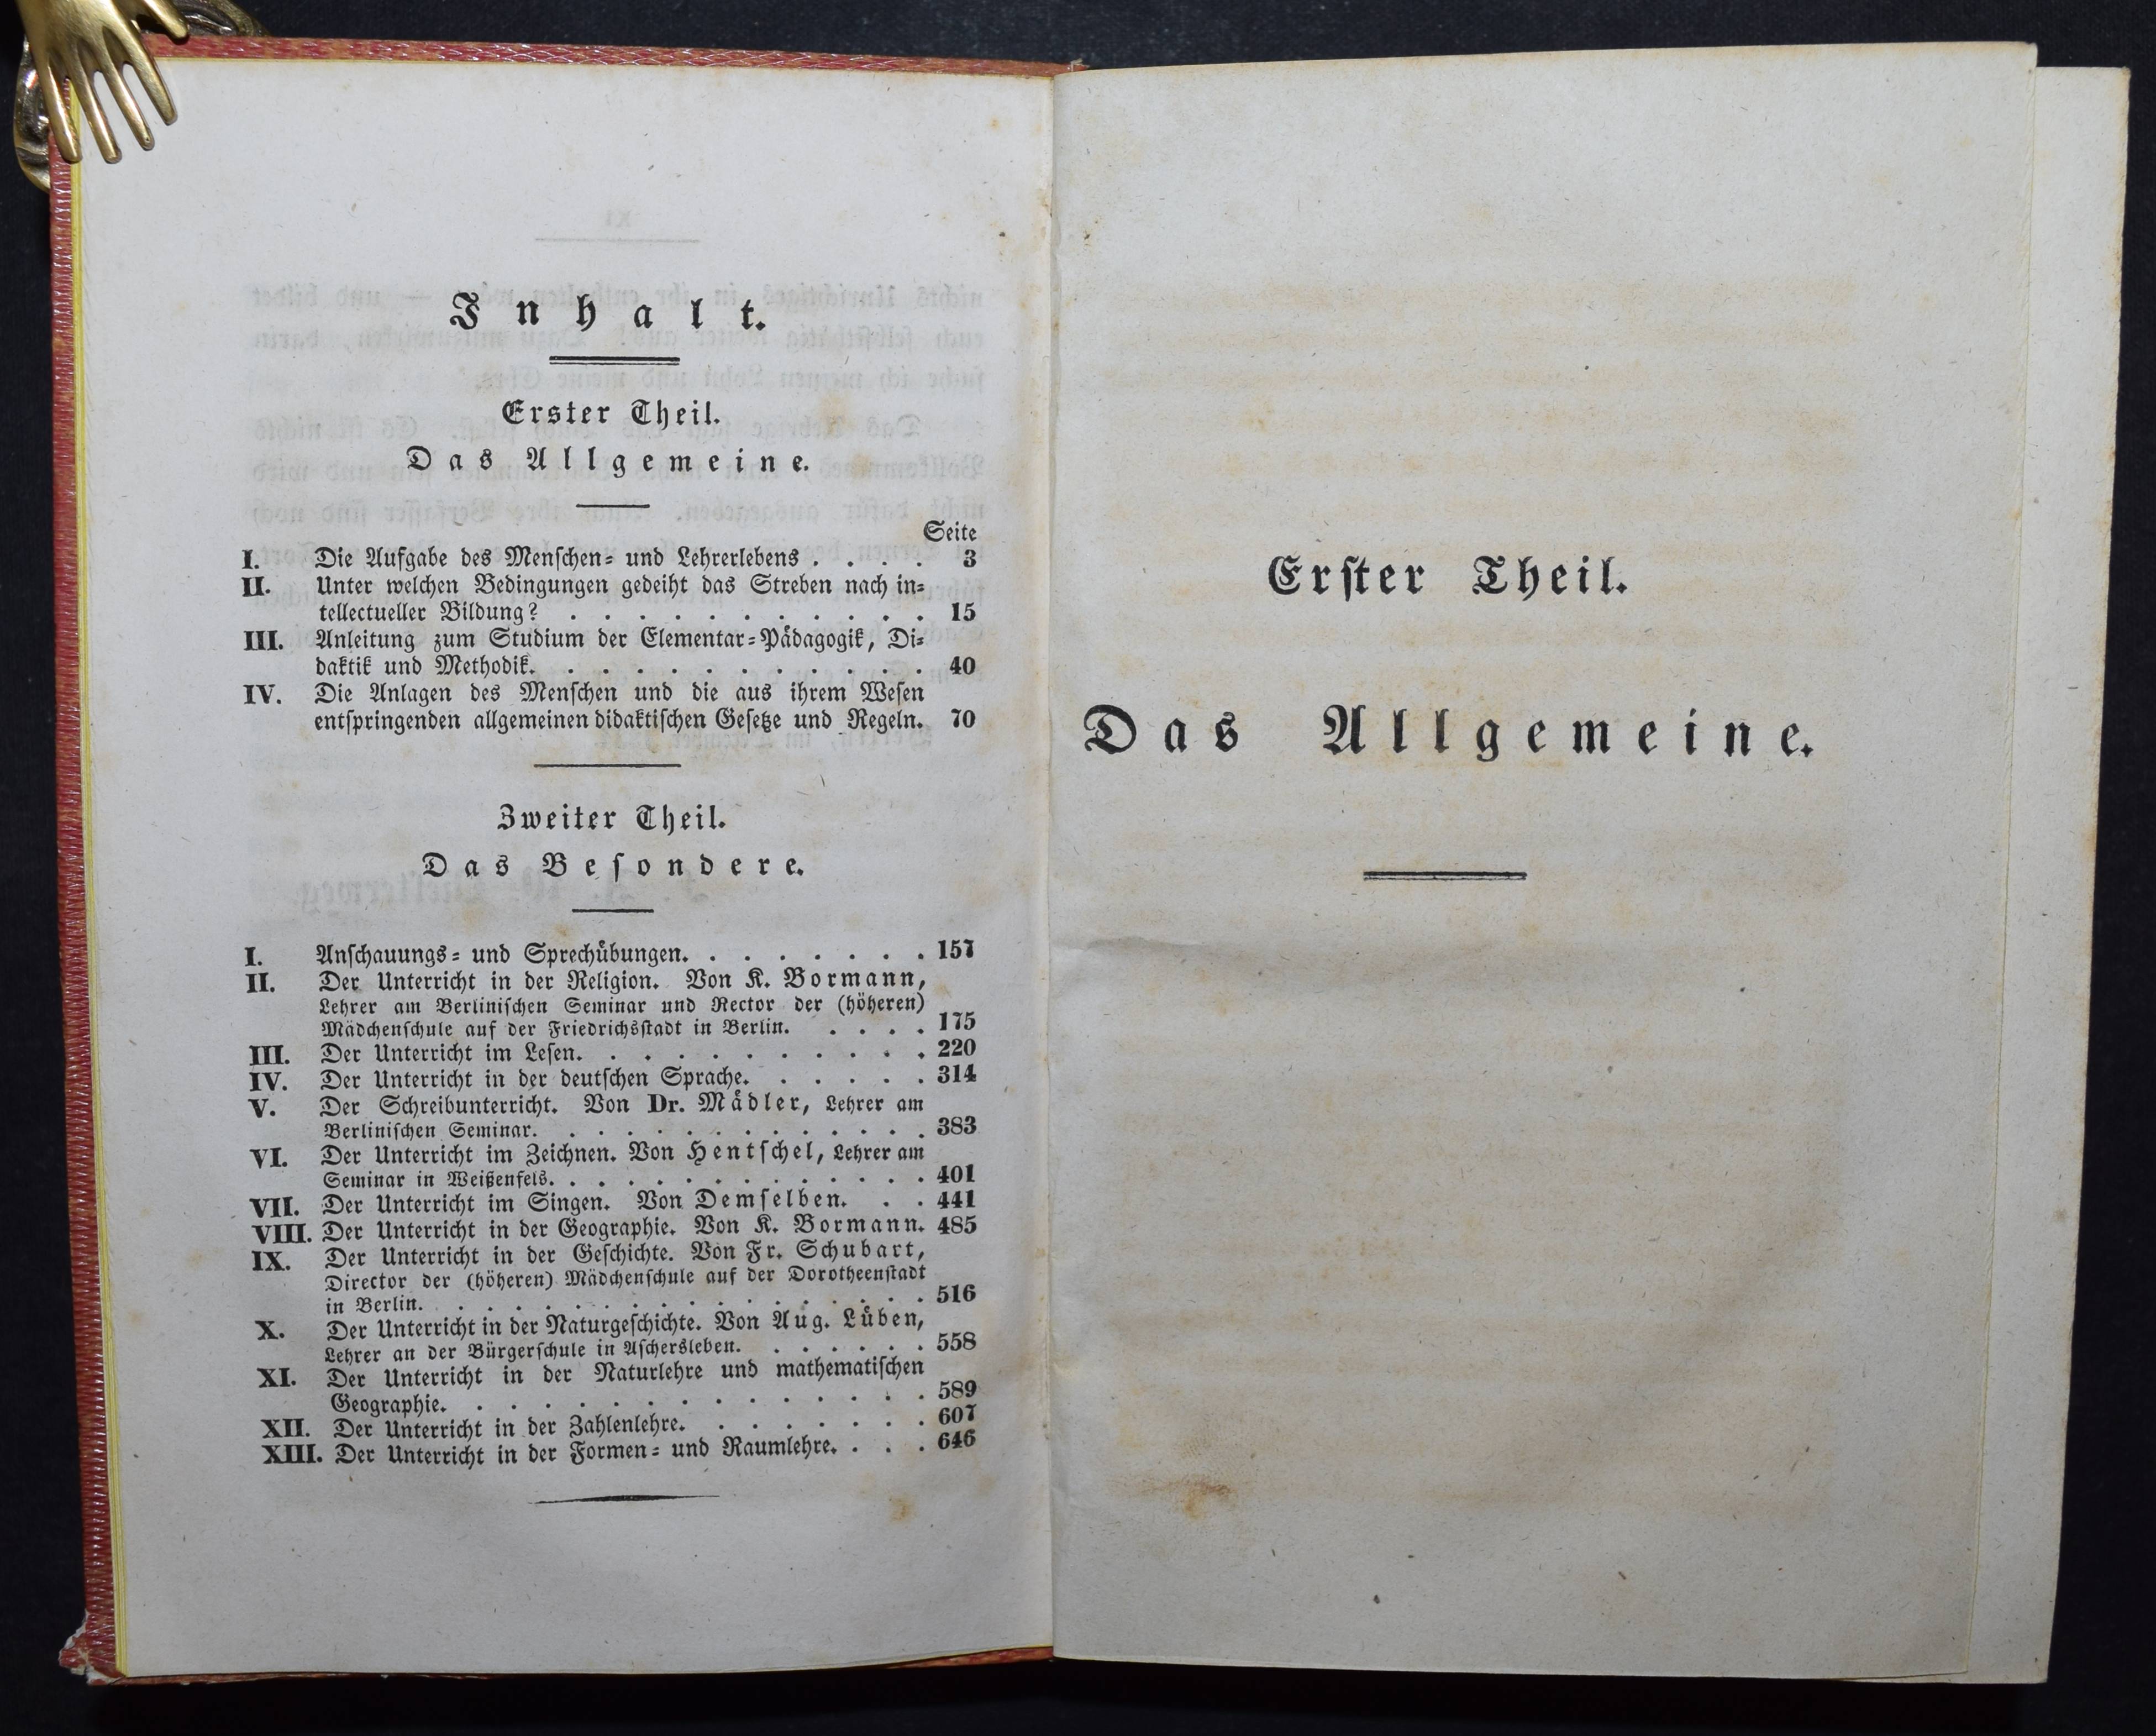 Inhalt.
Erster Theil.
Das Allgemeine.
Seite
I. Die Aufgabe des Menſchen- und Lehrerlebens . . . . 3
II. Unter welchen Bedingungen gedeiht das Streben nach in-
tellectueller Bildung? . . . . . . . . . . . . . 15
III. Anleitung zum Studium der Elementar-Pädagogik, Di-
daktik und Methodik. . . . . . . . . . . . . . . 40
IV. Die Anlagen des Menſchen und die aus ihrem Weſen
entſpringenden allgemeinen didaktiſchen Geſetze und Regeln. 70
Zweiter Theil.
Das Beſondere.
I. Anſchauungs- und Sprechübungen. . . . . . . . . 157
II. Der Unterricht in der Religion. Von K. Bormann,
Lehrer am Berliniſchen Seminar und Rector der (höheren)
Mädchenſchule auf der Friedrichsſtadt in Berlin. . . . . 175
III. Der Unterricht im Leſen. . . . . . . . . . . . 220
IV. Der Unterricht in der deutſchen Sprache. . . . . . 314
V. Der Schreibunterricht. Von Dr. Mädler, Lehrer am
Berliniſchen Seminar. . . . . . . . . . . . . . 383
VI. Der Unterricht im Zeichnen. Von Hentſchel, Lehrer am
Seminar in Weißenfels. . . . . . . . . . . . . . 401
VII. Der Unterricht im Singen. Von Demſelben. . . 441
VIII. Der Unterricht in der Geographie. Von K. Bormann. 485
IX. Der Unterricht in der Geſchichte. Von Fr. Schubart,
Director der (höheren) Mädchenſchule auf der Dorotheenſtadt
in Berlin. . . . . . . . . . . . . . . . . . 516
X. Der Unterricht in der Naturgeſchichte. Von Aug. Lüben,
Lehrer an der Bürgerſchule in Aſchersleben. . . . . . . 558
XI. Der Unterricht in der Naturlehre und mathematiſchen
Geographie. . . . . . . . . . . . . . . . . . 589
XII. Der Unterricht in der Zahlenlehre. . . . . . . . 607
XIII. Der Unterricht in der Formen- und Raumlehre. . . . 646
Erſter Theil.
Das Allgemeine.